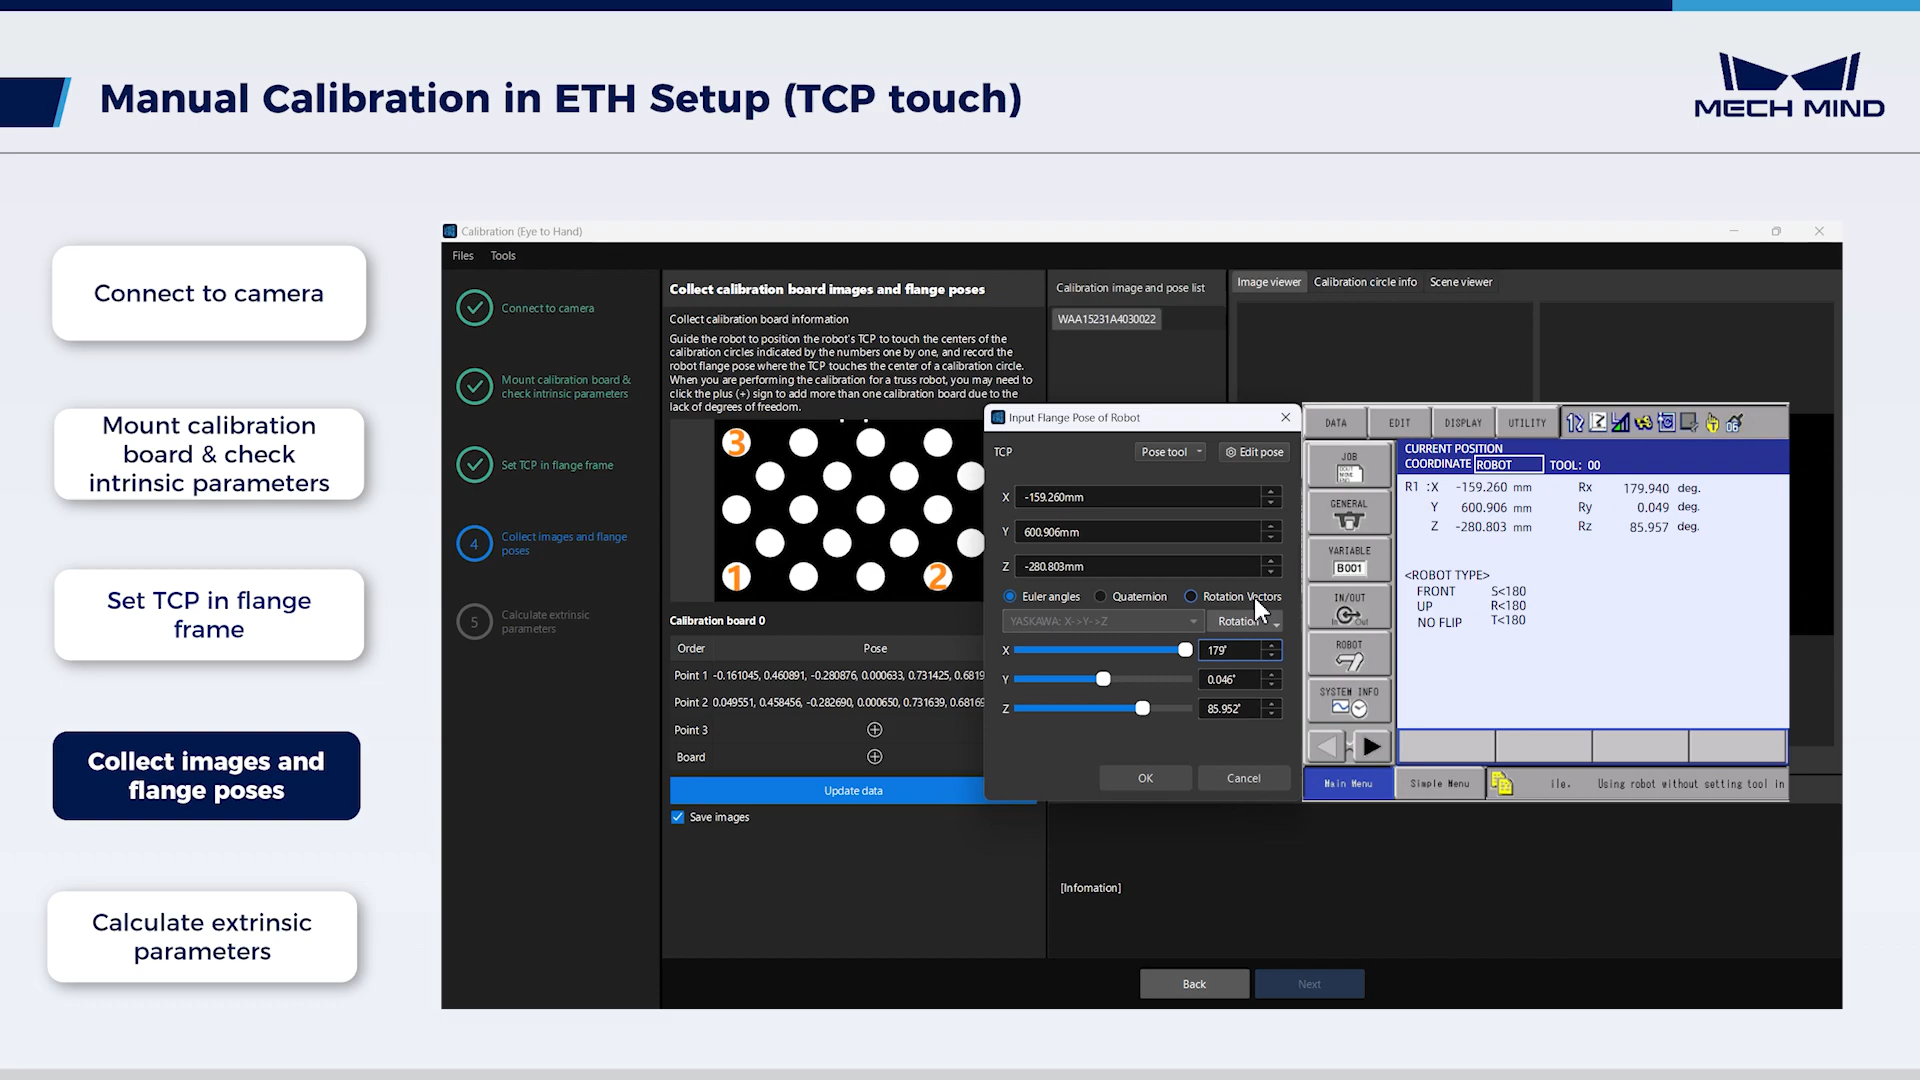 Manual Calibration in ETH Setup (TCP touch)
MECH MIND
Connect to camera
Mount calibration
board & check
intrinsic parameters
Set TCP in flange
frame
Collect images and
flange poses
Calculate extrinsic
parameters
Calibration (Eye to Hand)
Files Tools
Connect to camera
Mount calibration board &
check intrinsic parameters
Set TCP in flange frame
4 Collect images and flange
poses
5 Calculate extrinsic
parameters
Collect calibration board images and flange poses
Collect calibration board information
Guide the robot to position the robot's TCP to touch the centers of the
calibration circles indicated by the numbers one by one, and record the
robot flange pose where the TCP touches the center of a calibration circle.
When you are performing the calibration for a truss robot, you may need to
click the plus (+) sign to add more than one calibration board due to the
lack of degrees of freedom.
3
1 2
Calibration board 0
Order Pose
Point 1 -0.161045, 0.460891, -0.280876, 0.000633, 0.731425, 0.6819
Point 2 0.049551, 0.458456, -0.282690, 0.000650, 0.731639, 0.68169
Point 3
Board
Update data
Save images
Calibration image and pose list
WAA15231A4030022
Image viewer Calibration circle info Scene viewer
Input Flange Pose of Robot
TCP Pose tool Edit pose
X -159.260mm
Y 600.906mm
Z -280.803mm
Euler angles Quaternion Rotation Vectors
YASKAWA: X->Y->Z Rotation
X 179°
Y 0.046°
Z 85.952°
OK Cancel
DATA EDIT DISPLAY UTILITY
JOB
GENERAL
VARIABLE
B001
IN/OUT
In Out
ROBOT
SYSTEM INFO
CURRENT POSITION
COORDINATE ROBOT TOOL: 00
R1 :X -159.260 mm Rx 179.940 deg.
Y 600.906 mm Ry 0.049 deg.
Z -280.803 mm Rz 85.957 deg.
<ROBOT TYPE>
FRONT S<180
UP R<180
NO FLIP T<180
Main Menu Simple Menu ile. Using robot without setting tool in
[Infomation]
Back Next